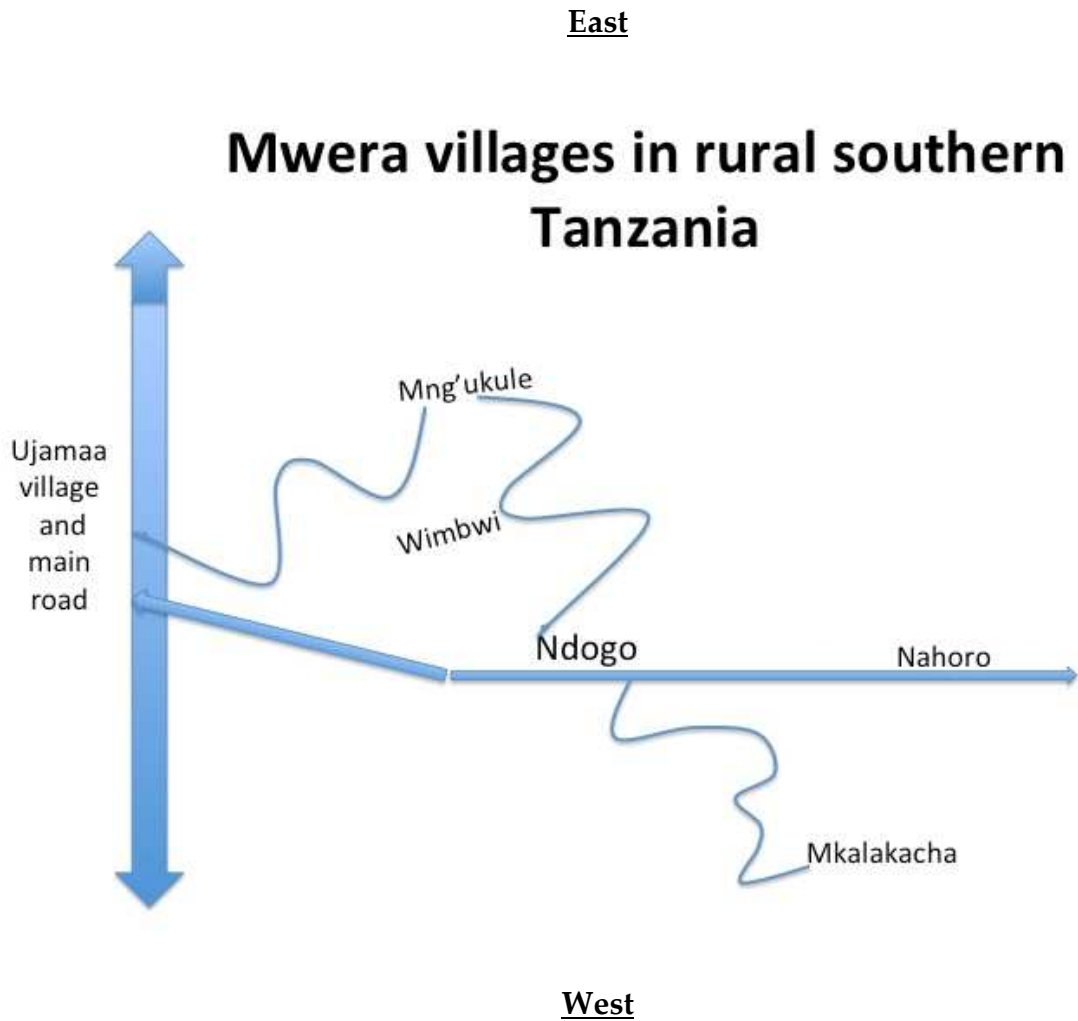 East
Mwera villages in rural southern
Tanzania
Mng'ukule
Ujamaa
village
and
main
road
Wimbwi
Ndogo
Nahoro
Mkalakacha
West